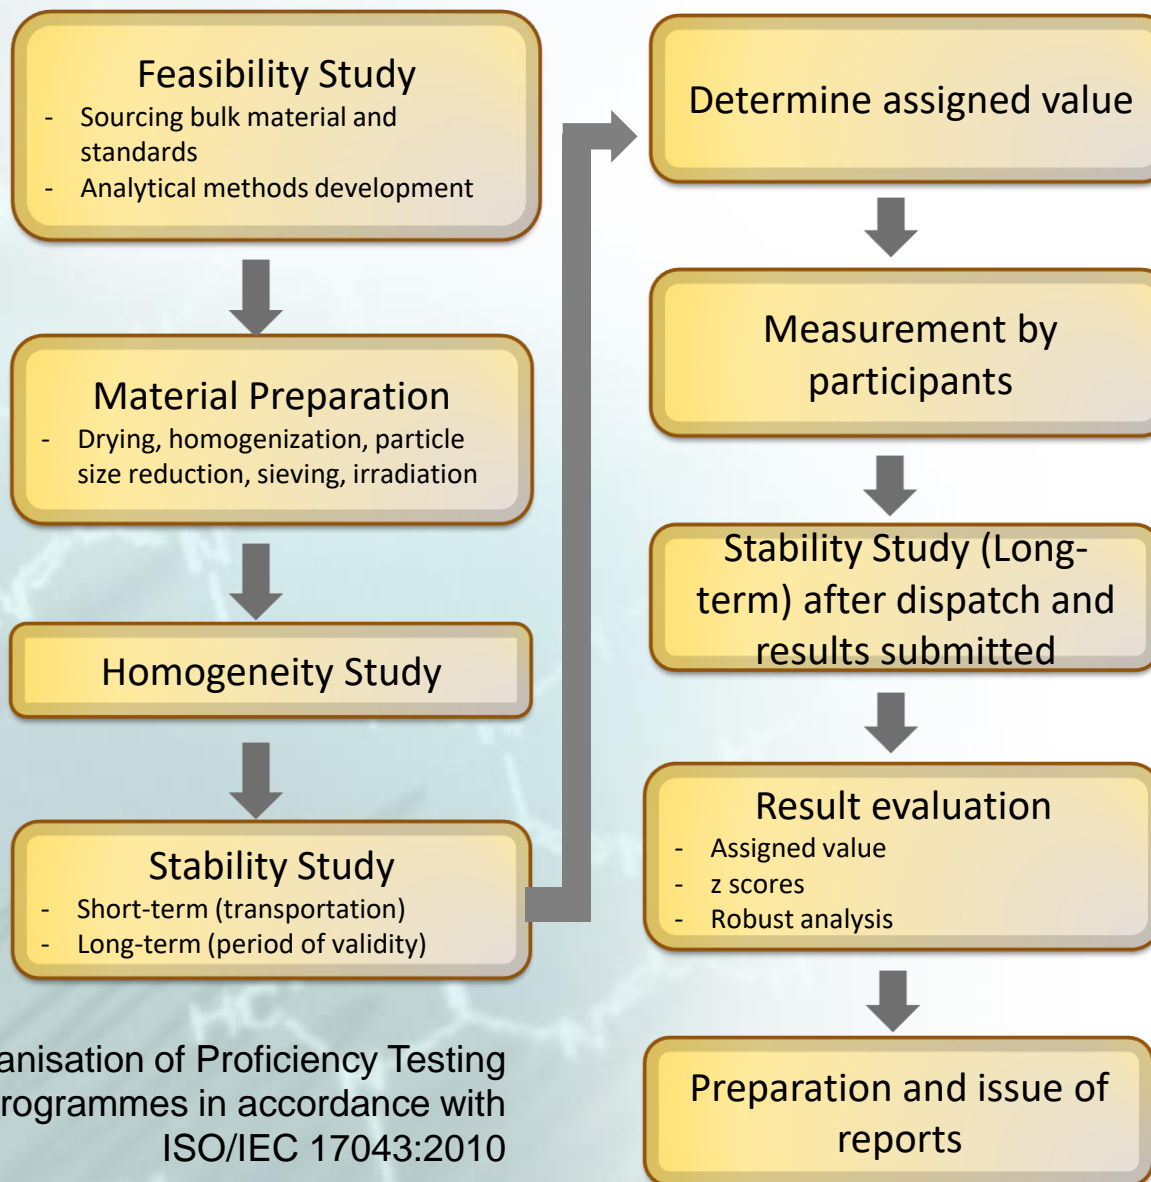 Feasibility Study
- Sourcing bulk material and
standards
- Analytical methods development
Material Preparation
- Drying, homogenization, particle
size reduction, sieving, irradiation
Homogeneity Study
Stability Study
- Short-term (transportation)
- Long-term (period of validity)
Determine assigned value
Measurement by
participants
Stability Study (Long-
term) after dispatch and
results submitted
Result evaluation
- Assigned value
- z scores
- Robust analysis
Preparation and issue of
reports
of Proficiency Testing
in accordance with
ISO/IEC 17043:2010